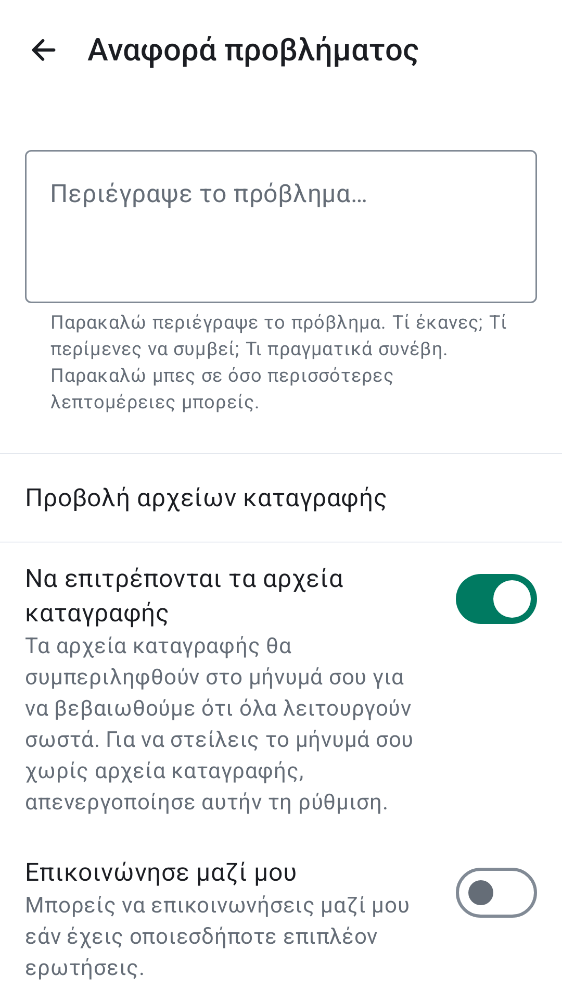 Αναφορά προβλήματος
Περιέγραψε το πρόβλημα…
Παρακαλώ περιέγραψε το πρόβλημα. Τί έκανες; Τί
περίμενες να συμβεί; Τι πραγματικά συνέβη.
Παρακαλώ μπες σε όσο περισσότερες
λεπτομέρειες μπορείς.
Προβολή αρχείων καταγραφής
Να επιτρέπονται τα αρχεία
καταγραφής
Τα αρχεία καταγραφής θα
συμπεριληφθούν στο μήνυμά σου για
να βεβαιωθούμε ότι όλα λειτουργούν
σωστά. Για να στείλεις το μήνυμά σου
χωρίς αρχεία καταγραφής,
απενεργοποίησε αυτήν τη ρύθμιση.
Επικοινώνησε μαζί μου
Μπορείς να επικοινωνήσεις μαζί μου
εάν έχεις οποιεσδήποτε επιπλέον
ερωτήσεις.